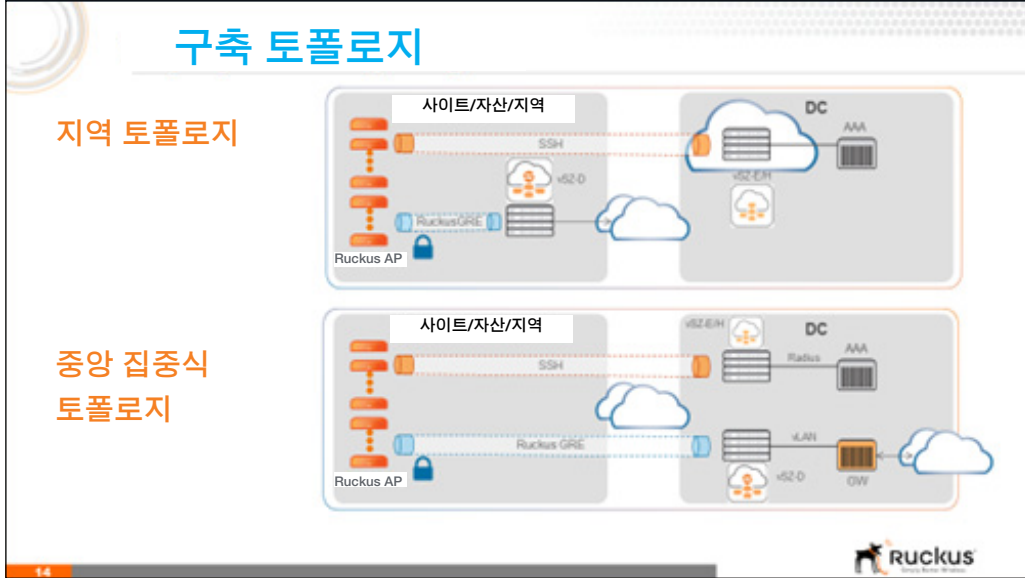 구축 토폴로지
지역 토폴로지
사이트/자산/지역
DC
AAA
SSH
vSZ-D
vSZ-E/H
RuckusGRE
Ruckus AP
중앙 집중식
토폴로지
사이트/자산/지역
vSZ-E/H
DC
AAA
Radius
SSH
Ruckus GRE
vLAN
vSZ-D
GW
Ruckus AP
Ruckus
Simply Better Wireless.
14